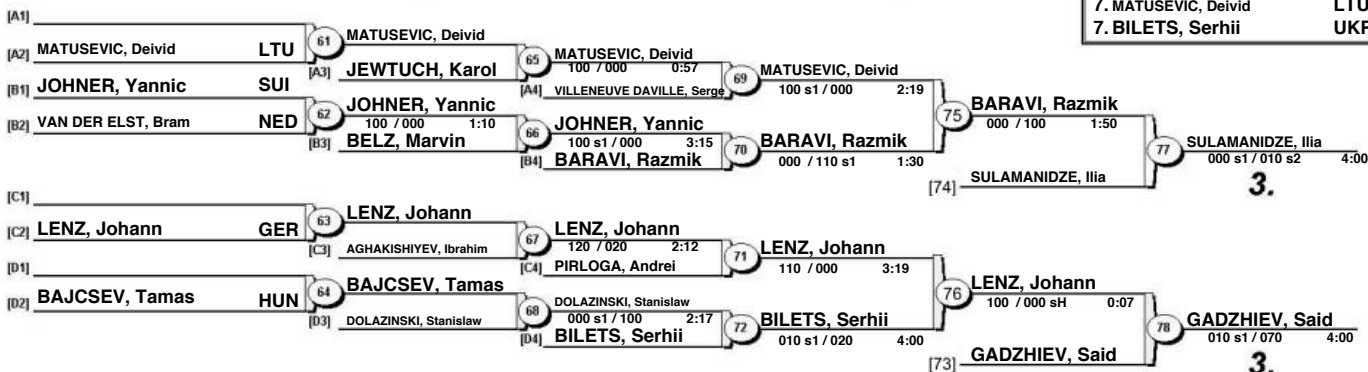 7. MATUSEVIC, Deivid LTU
7. BILETS, Serhii UKR
[A1]
[A2] MATUSEVIC, Deivid LTU
61 MATUSEVIC, Deivid
[A3] JEWTUCH, Karol
65 MATUSEVIC, Deivid
100 / 000 0:57
[A4] VILLENEUVE DAVILLE, Serge
69 MATUSEVIC, Deivid
100 s1 / 000 2:19
[B1] JOHNER, Yannic SUI
[B2] VAN DER ELST, Bram NED
62 JOHNER, Yannic
100 / 000 1:10
[B3] BELZ, Marvin
66 JOHNER, Yannic
100 s1 / 000 3:15
[B4] BARAVI, Razmik
70 BARAVI, Razmik
000 / 110 s1 1:30
75 BARAVI, Razmik
000 / 100 1:50
[74] SULAMANIDZE, Ilia
77 SULAMANIDZE, Ilia
000 s1 / 010 s2 4:00
3.
[C1]
[C2] LENZ, Johann GER
63 LENZ, Johann
[C3] AGHAKISHIYEV, Ibrahim
67 LENZ, Johann
120 / 020 2:12
[C4] PIRLOGA, Andrei
71 LENZ, Johann
110 / 000 3:19
[D1]
[D2] BAJCSEV, Tamas HUN
64 BAJCSEV, Tamas
[D3] DOLAZINSKI, Stanislaw
68 DOLAZINSKI, Stanislaw
000 s1 / 100 2:17
[D4] BILETS, Serhii
72 BILETS, Serhii
010 s1 / 020 4:00
76 LENZ, Johann
100 / 000 sH 0:07
[73] GADZHIEV, Said
78 GADZHIEV, Said
010 s1 / 070 4:00
3.